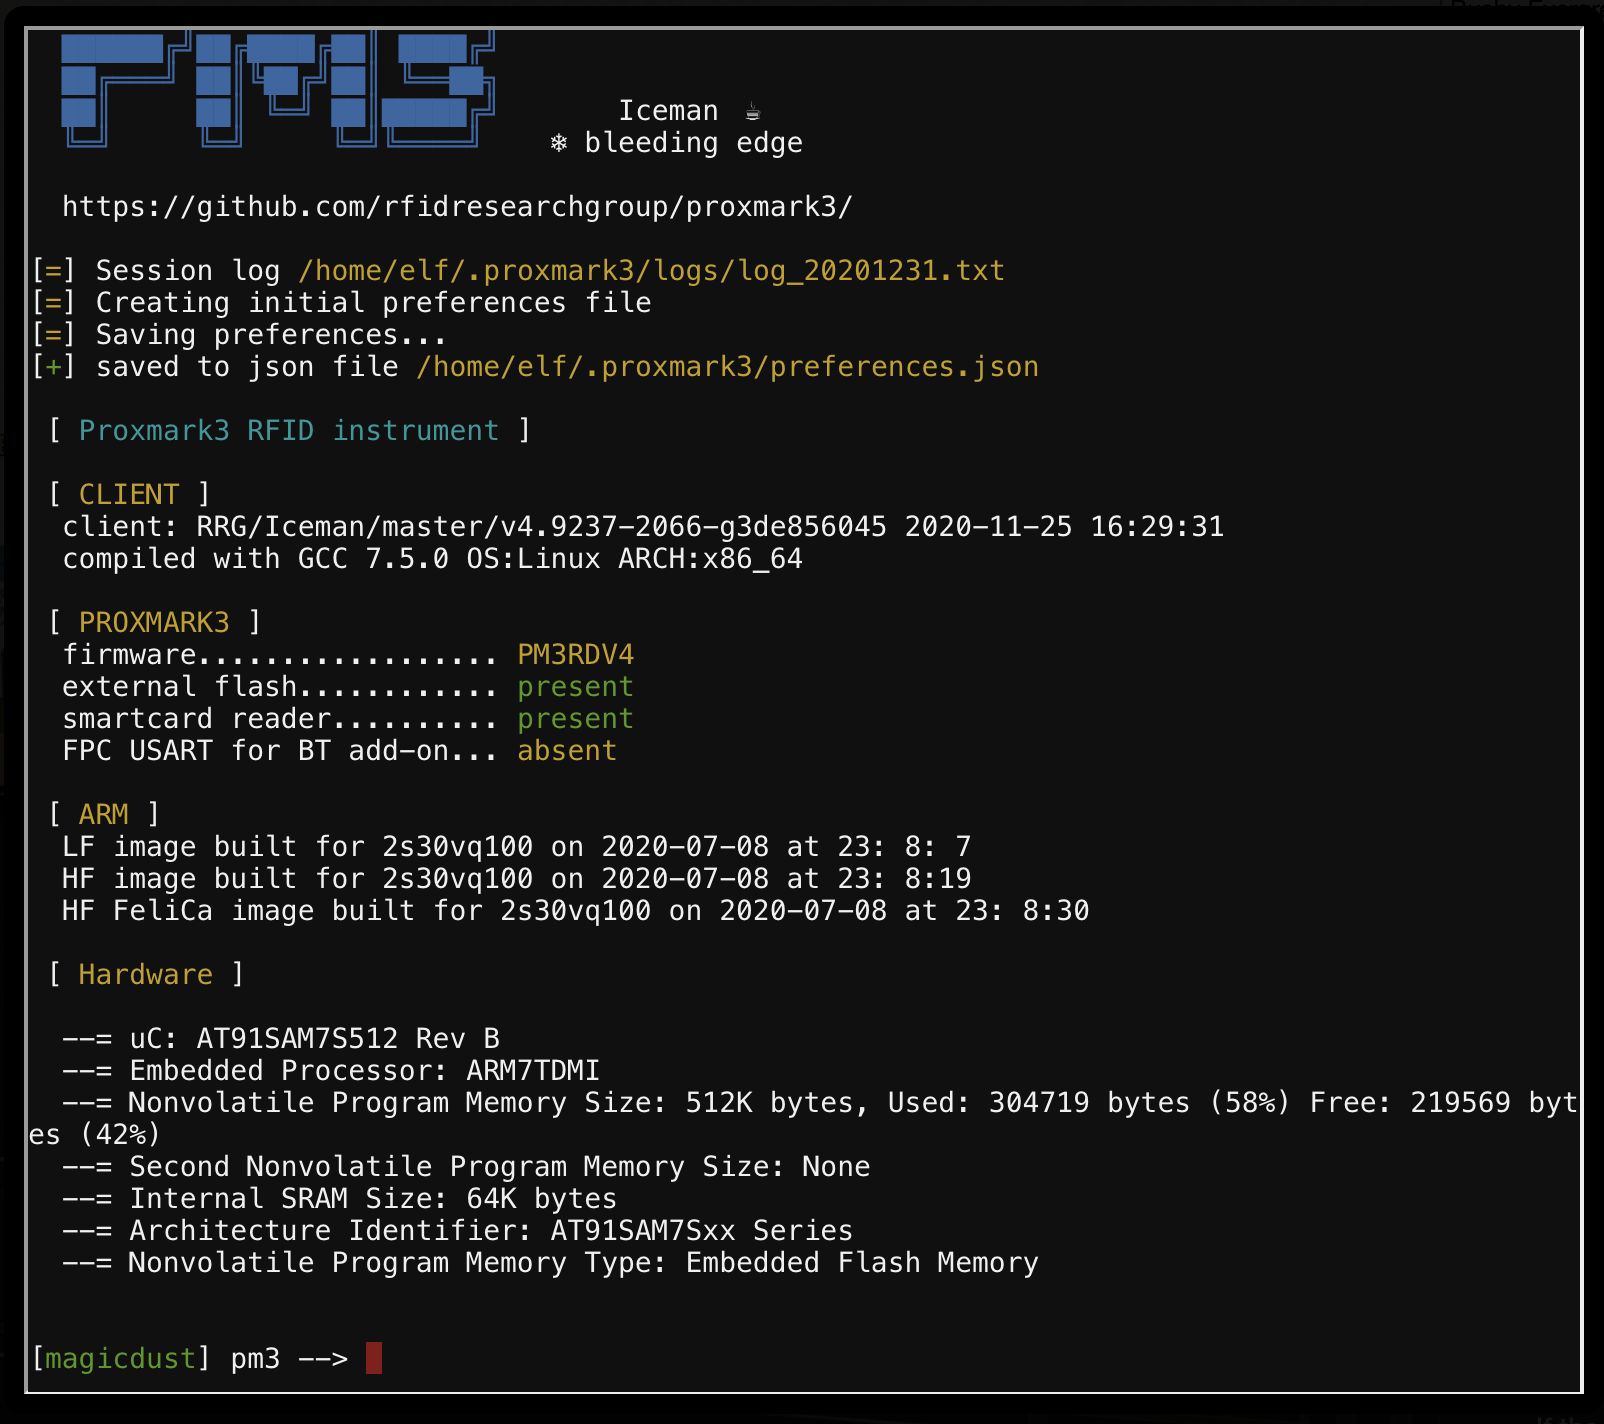 Iceman ☕
❄ bleeding edge
https://github.com/rfidresearchgroup/proxmark3/
[=] Session log /home/elf/.proxmark3/logs/log_20201231.txt
[=] Creating initial preferences file
[=] Saving preferences...
[+] saved to json file /home/elf/.proxmark3/preferences.json
[ Proxmark3 RFID instrument ]
[ CLIENT ]
client: RRG/Iceman/master/v4.9237-2066-g3de856045 2020-11-25 16:29:31
compiled with GCC 7.5.0 OS:Linux ARCH:x86_64
[ PROXMARK3 ]
firmware.................. PM3RDV4
external flash............ present
smartcard reader.......... present
FPC USART for BT add-on... absent
[ ARM ]
LF image built for 2s30vq100 on 2020-07-08 at 23: 8: 7
HF image built for 2s30vq100 on 2020-07-08 at 23: 8:19
HF FeliCa image built for 2s30vq100 on 2020-07-08 at 23: 8:30
[ Hardware ]
--= uC: AT91SAM7S512 Rev B
--= Embedded Processor: ARM7TDMI
--= Nonvolatile Program Memory Size: 512K bytes, Used: 304719 bytes (58%) Free: 219569 byt
es (42%)
--= Second Nonvolatile Program Memory Size: None
--= Internal SRAM Size: 64K bytes
--= Architecture Identifier: AT91SAM7Sxx Series
--= Nonvolatile Program Memory Type: Embedded Flash Memory
[magicdust] pm3 -->